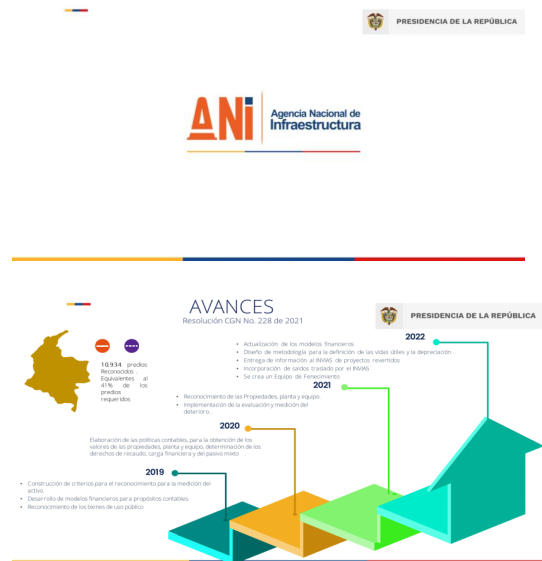 PRESIDENCIA DE LA REPÚBLICA
ANi
Agencia Nacional de
Infraestructura
AVANCES
Resolución CGN No. 228 de 2021
PRESIDENCIA DE LA REPÚBLICA
10.934 predios
Reconocidos .
Equivalentes al
41% de los
predios
requeridos
2022
• Actualización de los modelos financieros
• Diseño de metodología para la definición de las vidas útiles y la depreciación .
• Entrega de información al INVIAS de proyectos revertidos
• Incorporación de saldos traslado por el INVIAS
• Se crea un Equipo de Fenecimiento
2021
• Reconocimiento de las Propiedades, planta y equipo.
• Implementación de la evaluación y medición del
deterioro. .
2020
Elaboración de las políticas contables, para la obtención de los
valores de las propiedades, planta y equipo, determinación de los
derechos de recaudo, carga financiera y del pasivo mixto .
2019
• Construcción de criterios para el reconocimiento para la medición del
activo.
• Desarrollo de modelos financieros para propósitos contables.
• Reconocimiento de los bienes de uso público